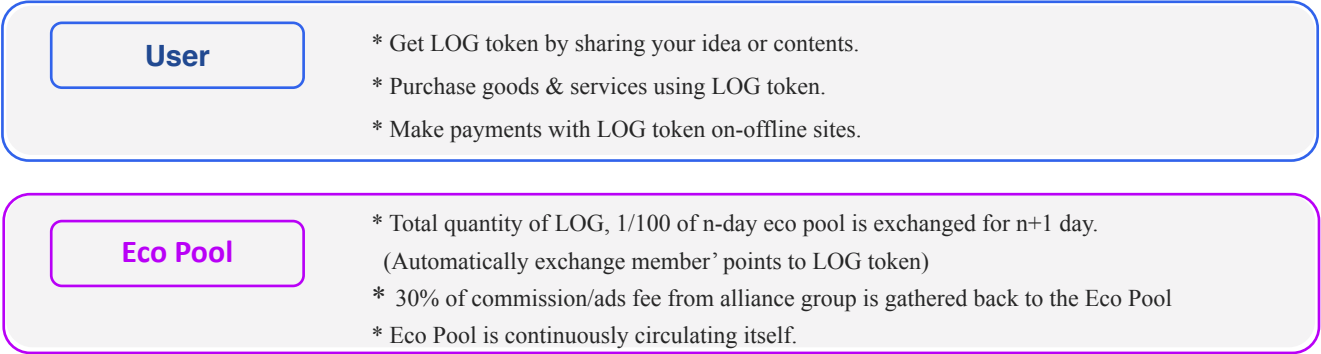 User
* Get LOG token by sharing your idea or contents.
* Purchase goods & services using LOG token.
* Make payments with LOG token on-offline sites.
Eco Pool
* Total quantity of LOG, 1/100 of n-day eco pool is exchanged for n+1 day.
(Automatically exchange member’ points to LOG token)
* 30% of commission/ads fee from alliance group is gathered back to the Eco Pool
* Eco Pool is continuously circulating itself.